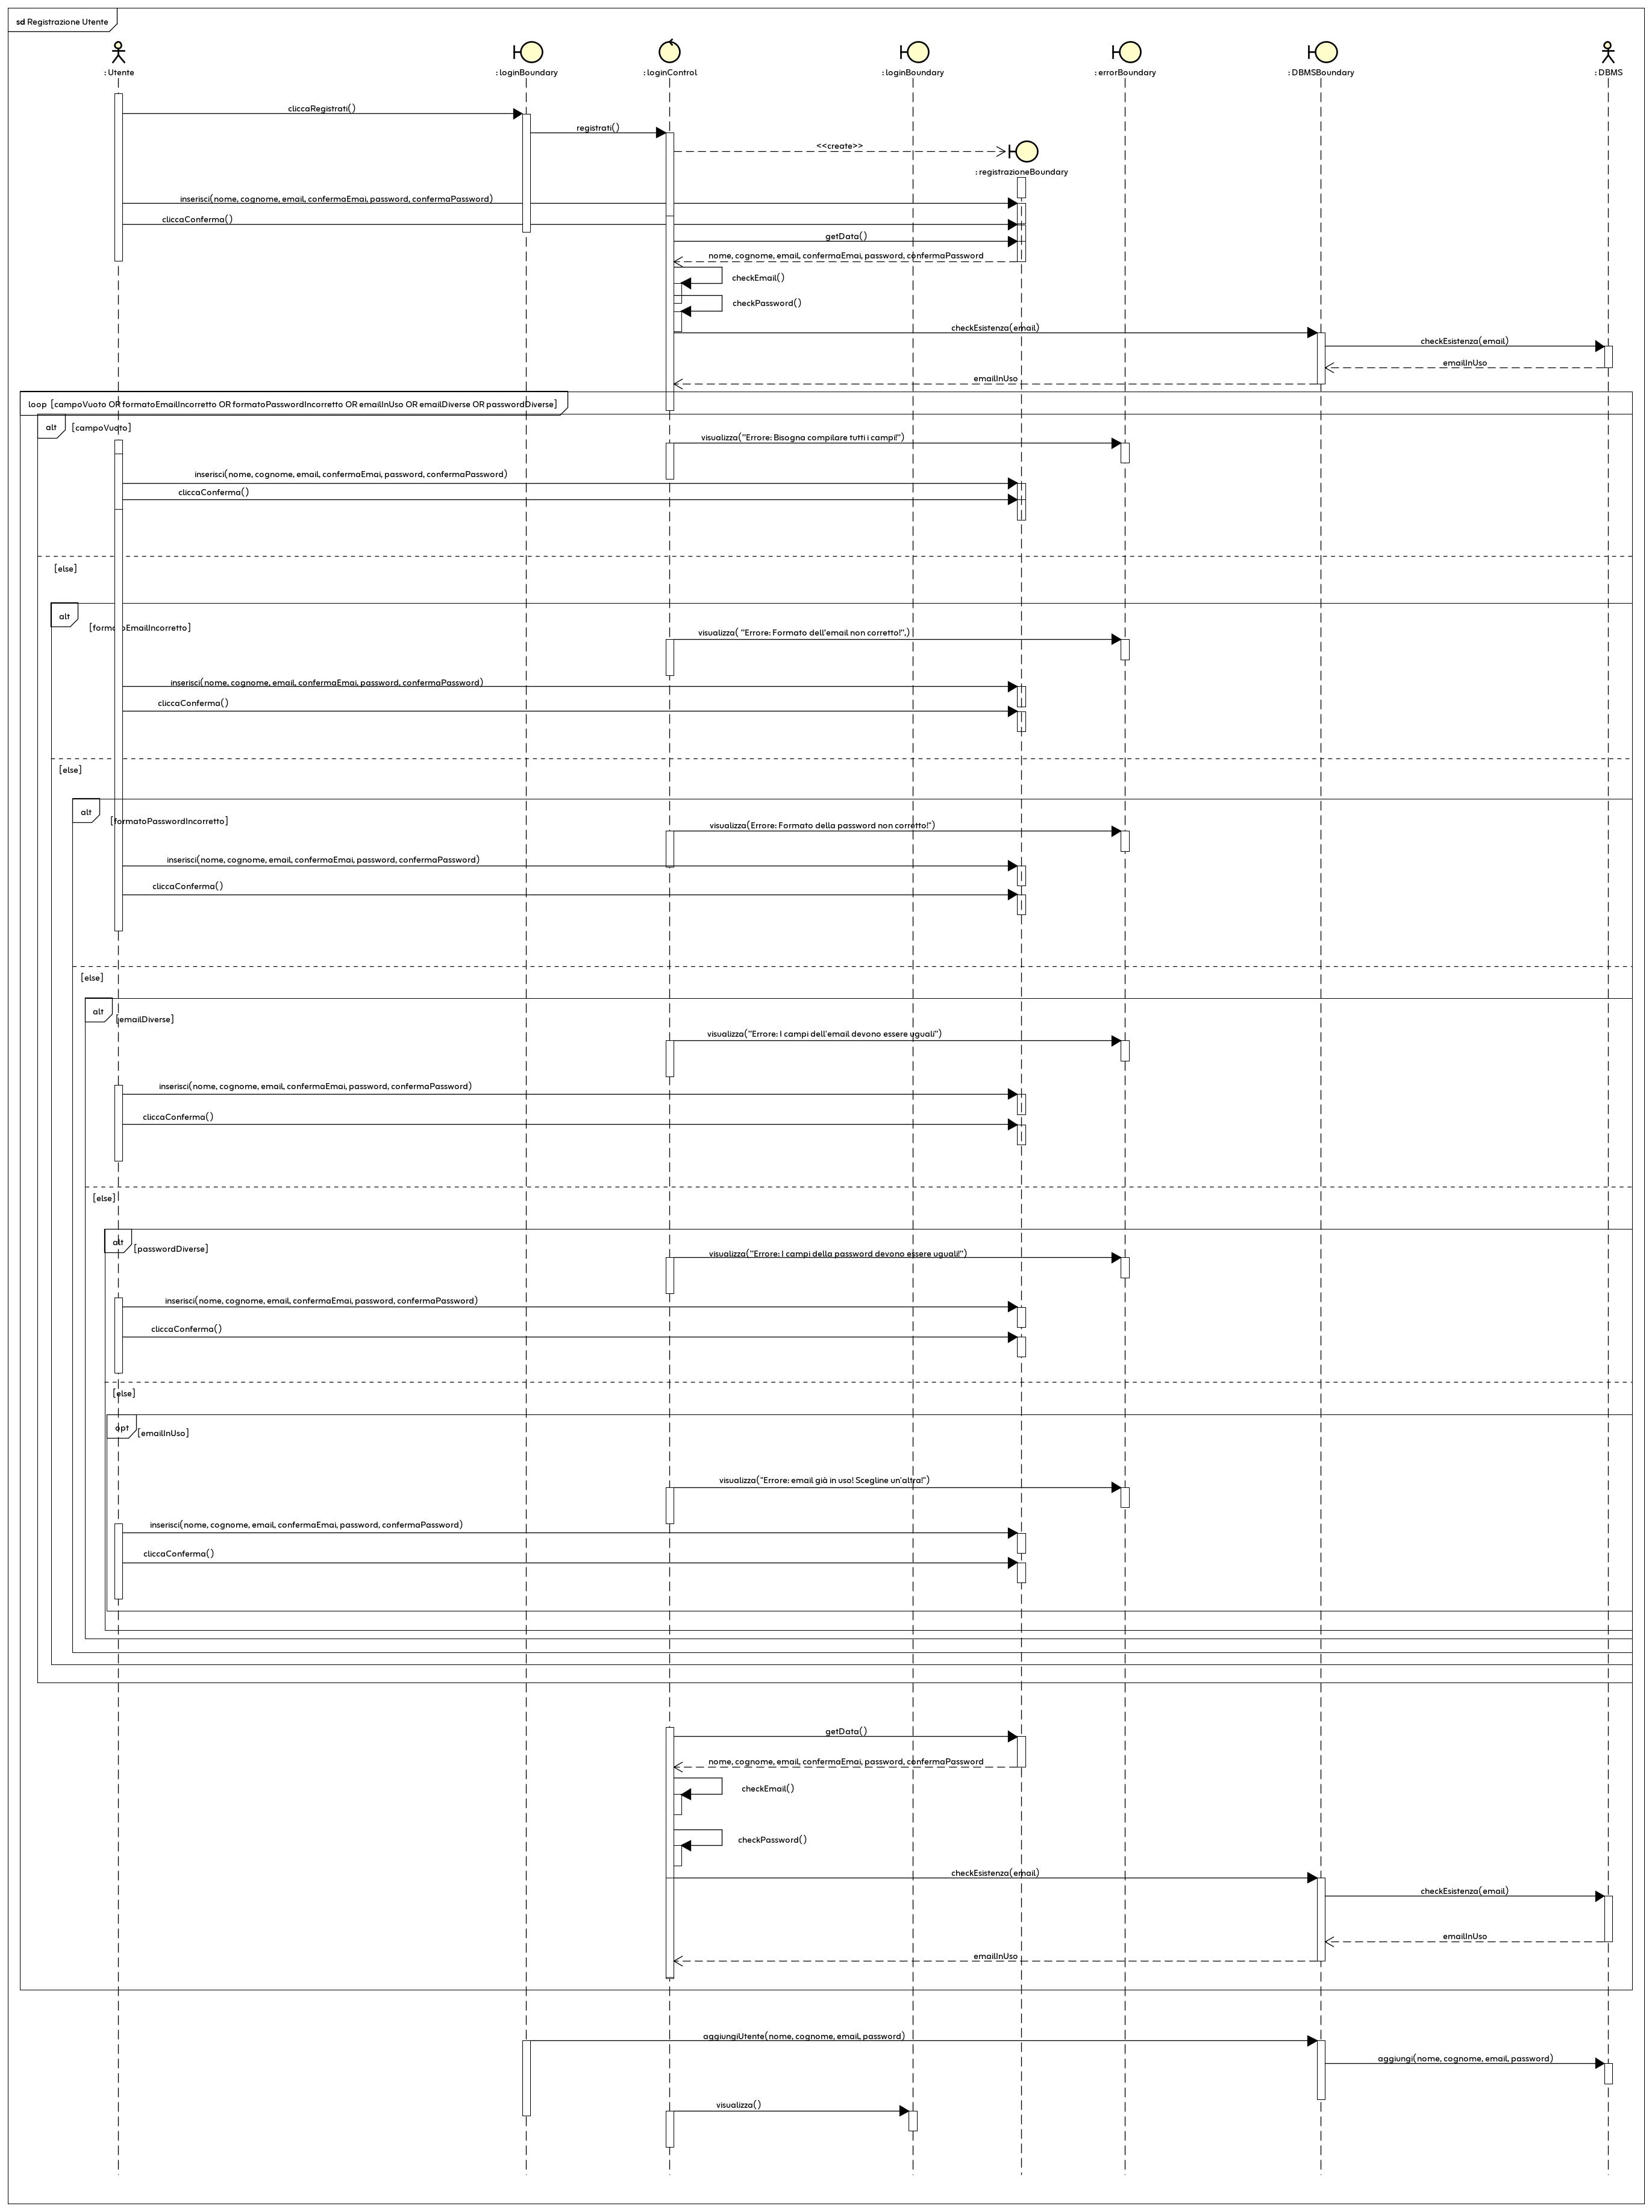 sd Registrazione Utente
: Utente
: loginBoundary
: loginControl
: loginBoundary
: errorBoundary
: DBMSBoundary
: DBMS
cliccaRegistrati()
registrati()
<<create>>
: registrazioneBoundary
inserisci(nome, cognome, email, confermaEmai, password, confermaPassword)
cliccaConferma()
getData()
nome, cognome, email, confermaEmai, password, confermaPassword
checkEmail()
checkPassword()
checkEsistenza(email)
checkEsistenza(email)
emailInUso
emailInUso
loop [campoVuoto OR formatoEmailIncorretto OR formatoPasswordIncorretto OR emailInUso OR emailDiverse OR passwordDiverse]
alt [campoVuoto]
visualizza("Errore: Bisogna compilare tutti i campi!")
inserisci(nome, cognome, email, confermaEmai, password, confermaPassword)
cliccaConferma()
[else]
alt
[formatoEmailIncorretto]
visualizza( "Errore: Formato dell'email non corretto!",)
inserisci(nome, cognome, email, confermaEmai, password, confermaPassword)
cliccaConferma()
[else]
alt
[formatoPasswordIncorretto]
visualizza(Errore: Formato della password non corretto!")
inserisci(nome, cognome, email, confermaEmai, password, confermaPassword)
cliccaConferma()
[else]
alt
[emailDiverse]
visualizza("Errore: I campi dell'email devono essere uguali")
inserisci(nome, cognome, email, confermaEmai, password, confermaPassword)
cliccaConferma()
[else]
alt
[passwordDiverse]
visualizza("Errore: I campi della password devono essere uguali!")
inserisci(nome, cognome, email, confermaEmai, password, confermaPassword)
cliccaConferma()
[else]
opt
[emailInUso]
visualizza("Errore: email già in uso! Scegline un'altra!")
inserisci(nome, cognome, email, confermaEmai, password, confermaPassword)
cliccaConferma()
getData()
nome, cognome, email, confermaEmai, password, confermaPassword
checkEmail()
checkPassword()
checkEsistenza(email)
checkEsistenza(email)
emailInUso
emailInUso
aggiungiUtente(nome, cognome, email, password)
aggiungi(nome, cognome, email, password)
visualizza()